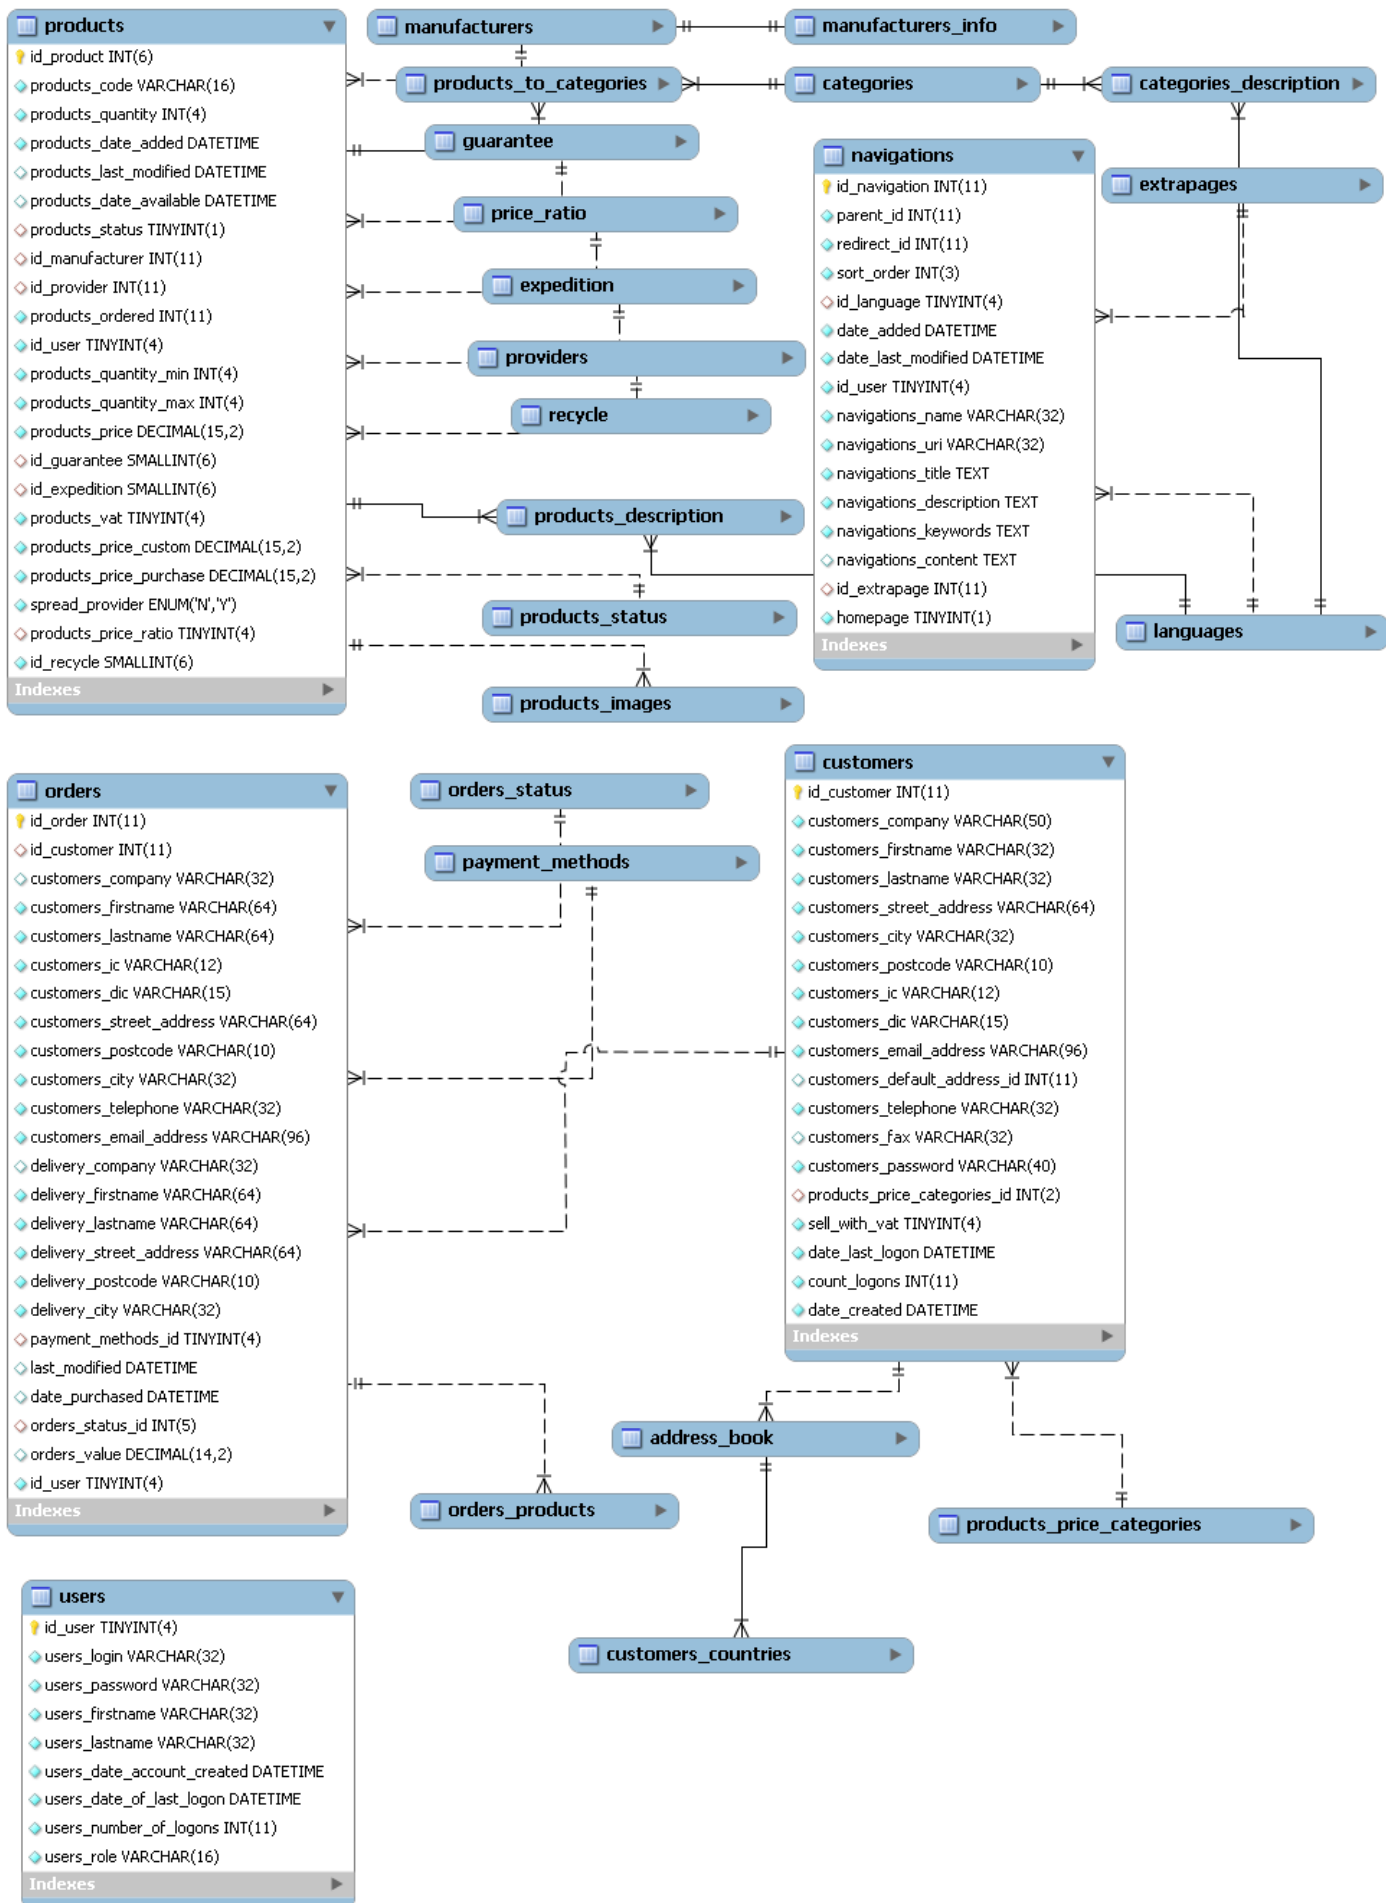 products
id_product INT(6)
products_code VARCHAR(16)
products_quantity INT(4)
products_date_added DATETIME
products_last_modified DATETIME
products_date_available DATETIME
products_status TINYINT(1)
id_manufacturer INT(11)
id_provider INT(11)
products_ordered INT(11)
id_user TINYINT(4)
products_quantity_min INT(4)
products_quantity_max INT(4)
products_price DECIMAL(15,2)
id_guarantee SMALLINT(6)
id_expedition SMALLINT(6)
products_vat TINYINT(4)
products_price_custom DECIMAL(15,2)
products_price_purchase DECIMAL(15,2)
spread_provider ENUM('N','Y')
products_price_ratio TINYINT(4)
id_recycle SMALLINT(6)
Indexes
manufacturers
manufacturers_info
products_to_categories
categories
categories_description
guarantee
price_ratio
expedition
providers
recycle
products_description
products_status
products_images
navigations
id_navigation INT(11)
parent_id INT(11)
redirect_id INT(11)
sort_order INT(3)
id_language TINYINT(4)
date_added DATETIME
date_last_modified DATETIME
id_user TINYINT(4)
navigations_name VARCHAR(32)
navigations_uri VARCHAR(32)
navigations_title TEXT
navigations_description TEXT
navigations_keywords TEXT
navigations_content TEXT
id_extrapage INT(11)
homepage TINYINT(1)
Indexes
extrapages
languages
orders
id_order INT(11)
id_customer INT(11)
customers_company VARCHAR(32)
customers_firstname VARCHAR(64)
customers_lastname VARCHAR(64)
customers_ic VARCHAR(12)
customers_dic VARCHAR(15)
customers_street_address VARCHAR(64)
customers_postcode VARCHAR(10)
customers_city VARCHAR(32)
customers_telephone VARCHAR(32)
customers_email_address VARCHAR(96)
delivery_company VARCHAR(32)
delivery_firstname VARCHAR(64)
delivery_lastname VARCHAR(64)
delivery_street_address VARCHAR(64)
delivery_postcode VARCHAR(10)
delivery_city VARCHAR(32)
payment_methods_id TINYINT(4)
last_modified DATETIME
date_purchased DATETIME
orders_status_id INT(5)
orders_value DECIMAL(14,2)
id_user TINYINT(4)
Indexes
orders_status
payment_methods
customers
id_customer INT(11)
customers_company VARCHAR(50)
customers_firstname VARCHAR(32)
customers_lastname VARCHAR(32)
customers_street_address VARCHAR(64)
customers_city VARCHAR(32)
customers_postcode VARCHAR(10)
customers_ic VARCHAR(12)
customers_dic VARCHAR(15)
customers_email_address VARCHAR(96)
customers_default_address_id INT(11)
customers_telephone VARCHAR(32)
customers_fax VARCHAR(32)
customers_password VARCHAR(40)
products_price_categories_id INT(2)
sell_with_vat TINYINT(4)
date_last_logon DATETIME
count_logons INT(11)
date_created DATETIME
Indexes
address_book
orders_products
products_price_categories
customers_countries
users
id_user TINYINT(4)
users_login VARCHAR(32)
users_password VARCHAR(32)
users_firstname VARCHAR(32)
users_lastname VARCHAR(32)
users_date_account_created DATETIME
users_date_of_last_logon DATETIME
users_number_of_logons INT(11)
users_role VARCHAR(16)
Indexes